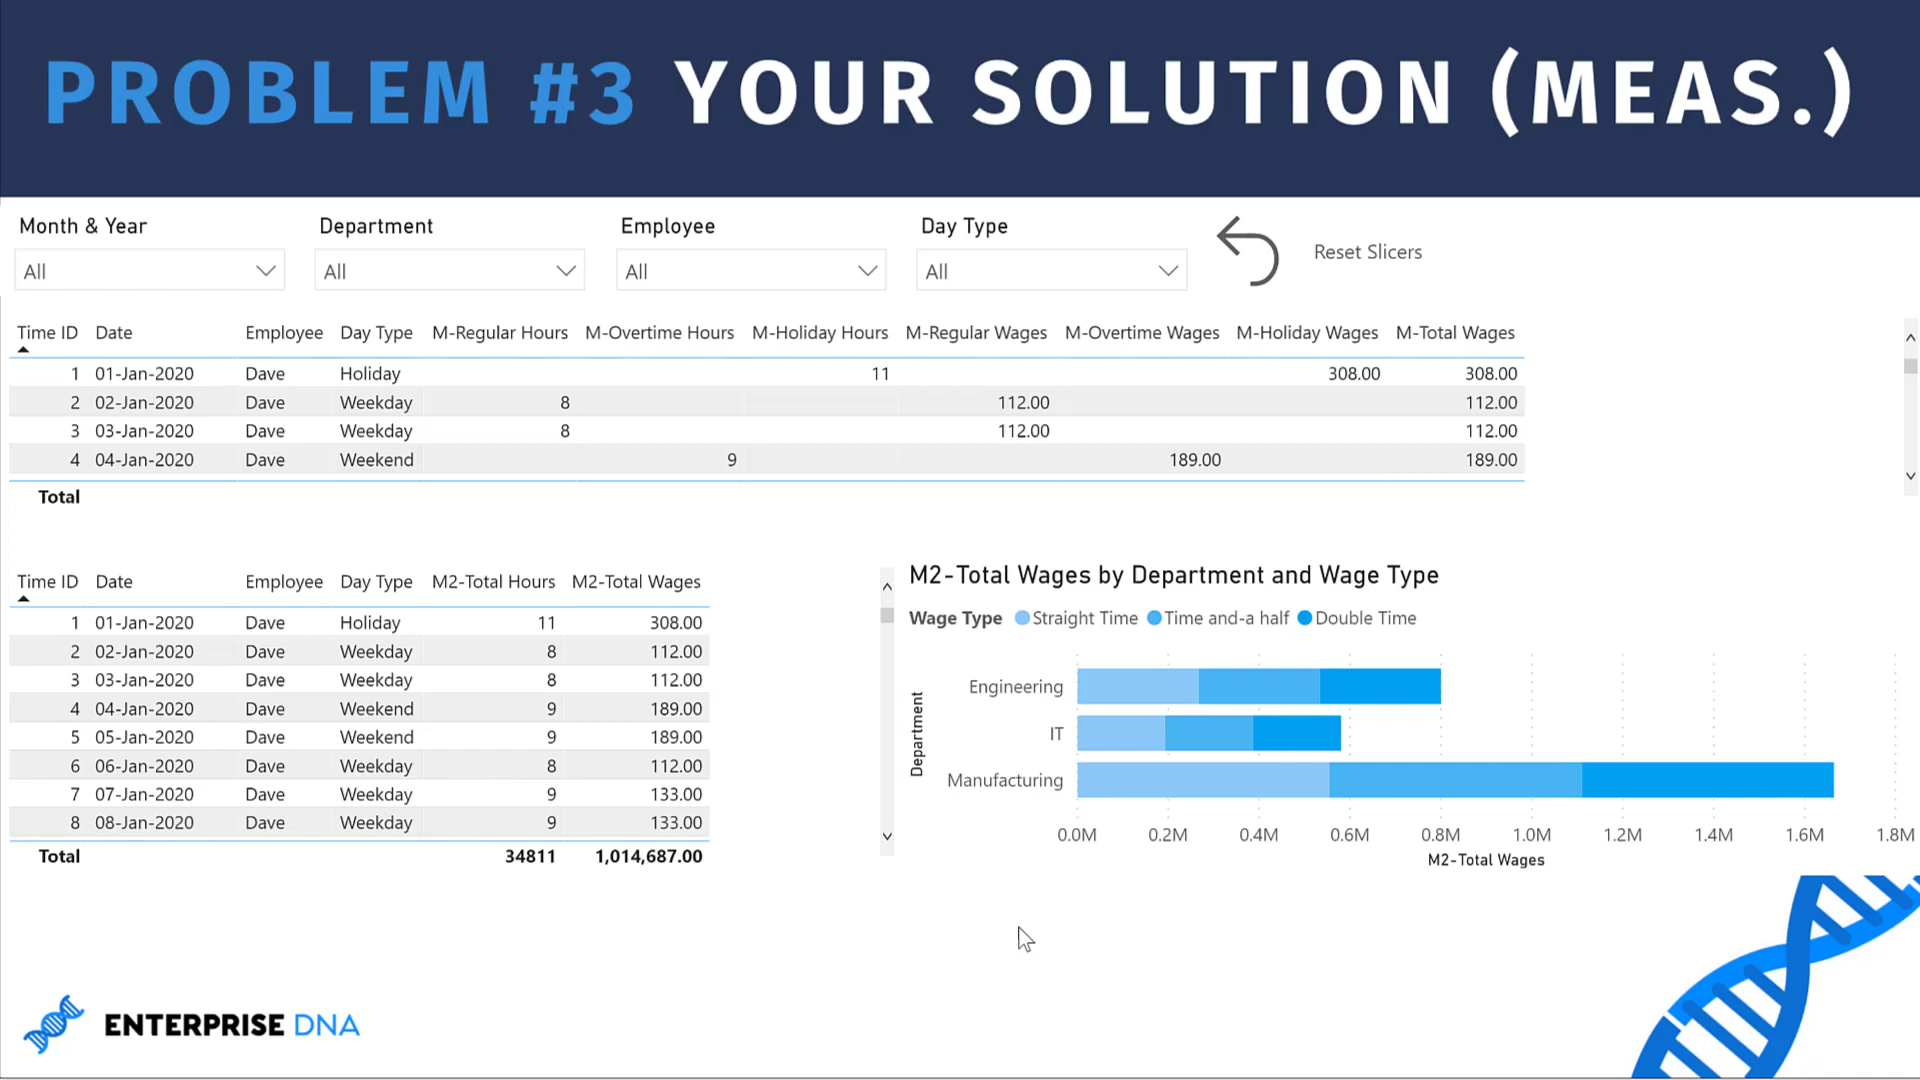 PROBLEM #3 YOUR SOLUTION (MEAS.)
Month & Year Department Employee Day Type
All All All All Reset Slicers
Time ID Date Employee Day Type M-Regular Hours M-Overtime Hours M-Holiday Hours M-Regular Wages M-Overtime Wages M-Holiday Wages M-Total Wages
1 01-Jan-2020 Dave Holiday 11 308.00 308.00
2 02-Jan-2020 Dave Weekday 8 112.00 112.00
3 03-Jan-2020 Dave Weekday 8 112.00 112.00
4 04-Jan-2020 Dave Weekend 9 189.00 189.00
Total
Time ID Date Employee Day Type M2-Total Hours M2-Total Wages
1 01-Jan-2020 Dave Holiday 11 308.00
2 02-Jan-2020 Dave Weekday 8 112.00
3 03-Jan-2020 Dave Weekday 8 112.00
4 04-Jan-2020 Dave Weekend 9 189.00
5 05-Jan-2020 Dave Weekend 9 189.00
6 06-Jan-2020 Dave Weekday 8 112.00
7 07-Jan-2020 Dave Weekday 9 133.00
8 08-Jan-2020 Dave Weekday 9 133.00
Total 34811 1,014,687.00
M2-Total Wages by Department and Wage Type
Wage Type Straight Time Time and-a half Double Time
Department
Engineering
IT
Manufacturing
0.0M 0.2M 0.4M 0.6M 0.8M 1.0M 1.2M 1.4M 1.6M 1.8M
M2-Total Wages
ENTERPRISE DNA